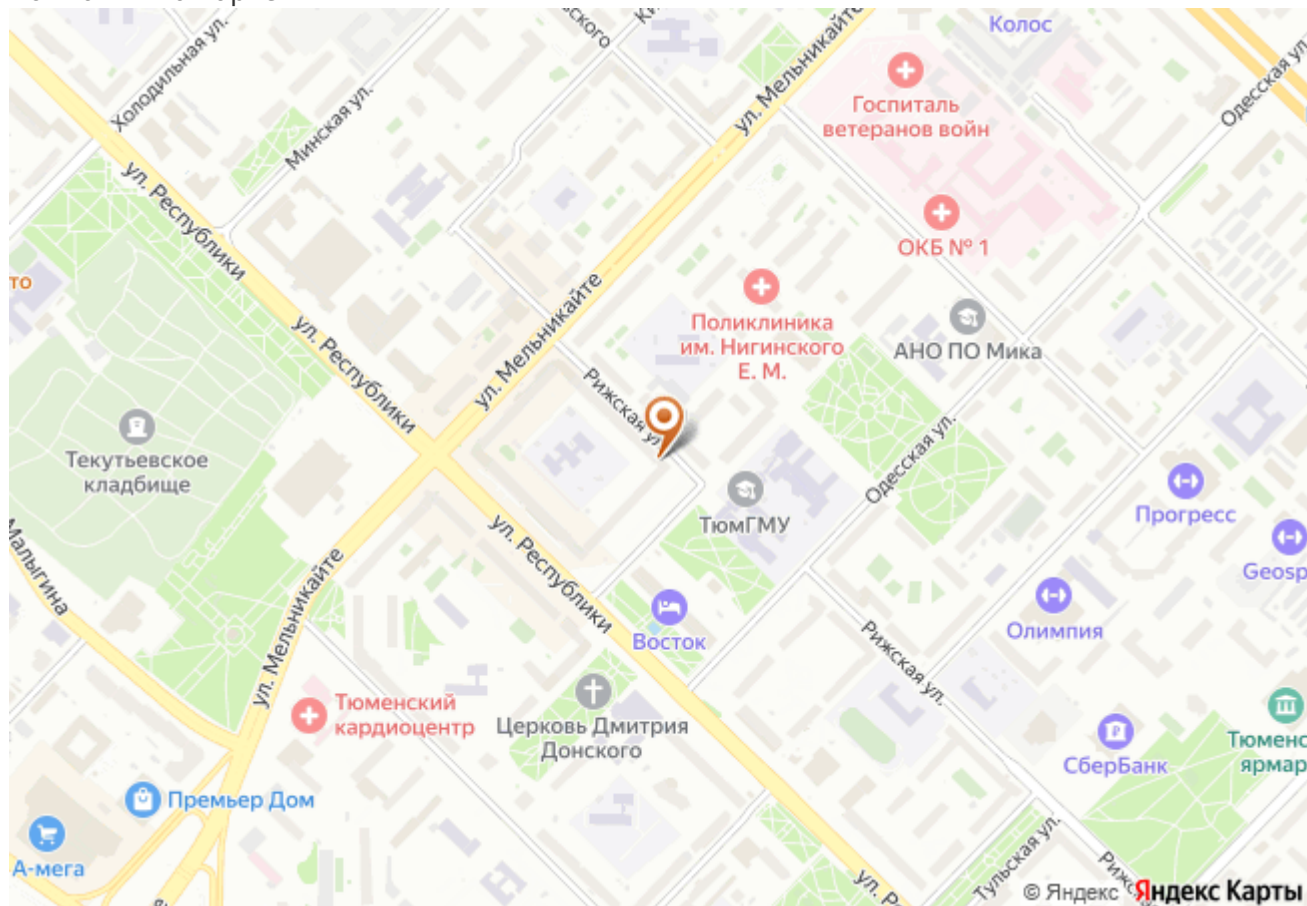 Колос
Холодильная ул.
Минская ул.
ул. Мельникайте
Одесская ул.
Госпиталь
ветеранов войн
ул. Республики
ОКБ № 1
то
ул. Мельникайте
Поликлиника
им. Нигинского
Е. М.
АНО ПО Мика
ул. Республики
Рижская ул.
Текутьевское
кладбище
Одесская ул.
ТюмГМУ
Прогресс
Малыгина
ул. Мельникайте
ул. Республики
Geosp
Восток
Олимпия
Рижская ул.
Тюменский
кардиоцентр
Церковь Дмитрия
Донского
СберБанк
Тюменс
ярмар
Премьер Дом
А-мега
Тульская ул.
© Яндекс Яндекс Карты